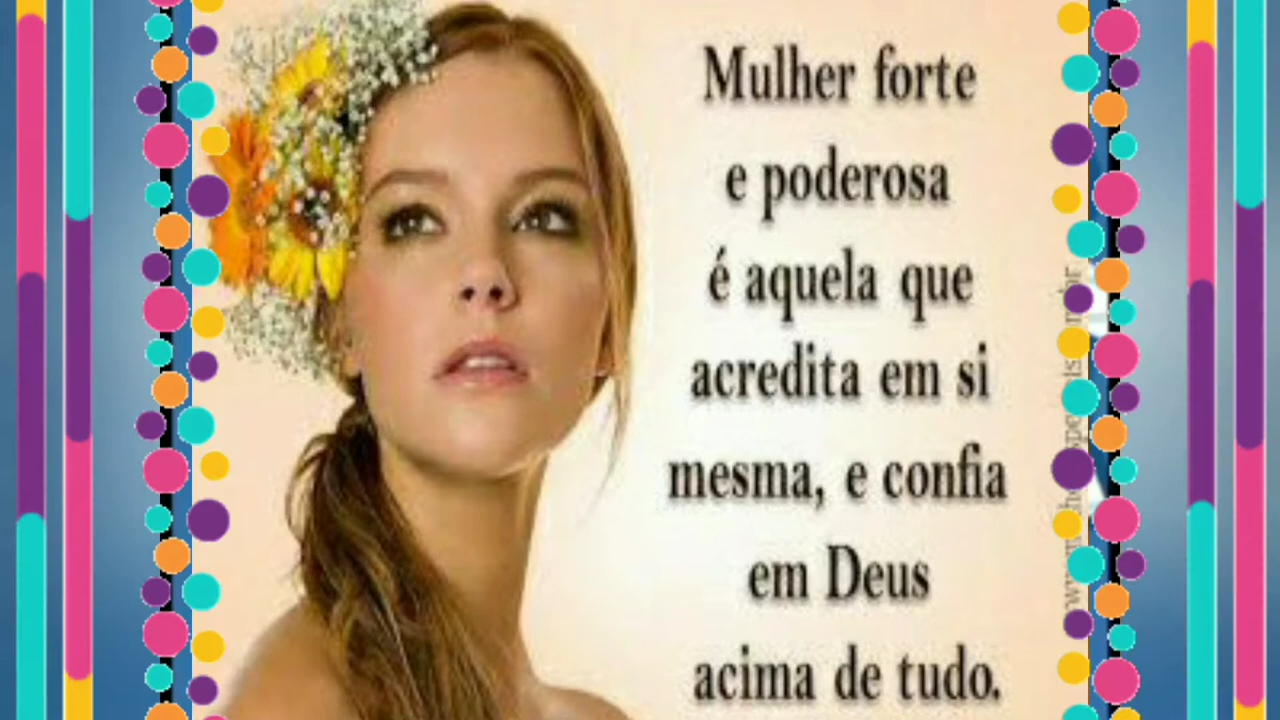 Mulher forte
e poderosa
é aquela que
acredita em si
mesma, e confia
em Deus
acima de tudo.